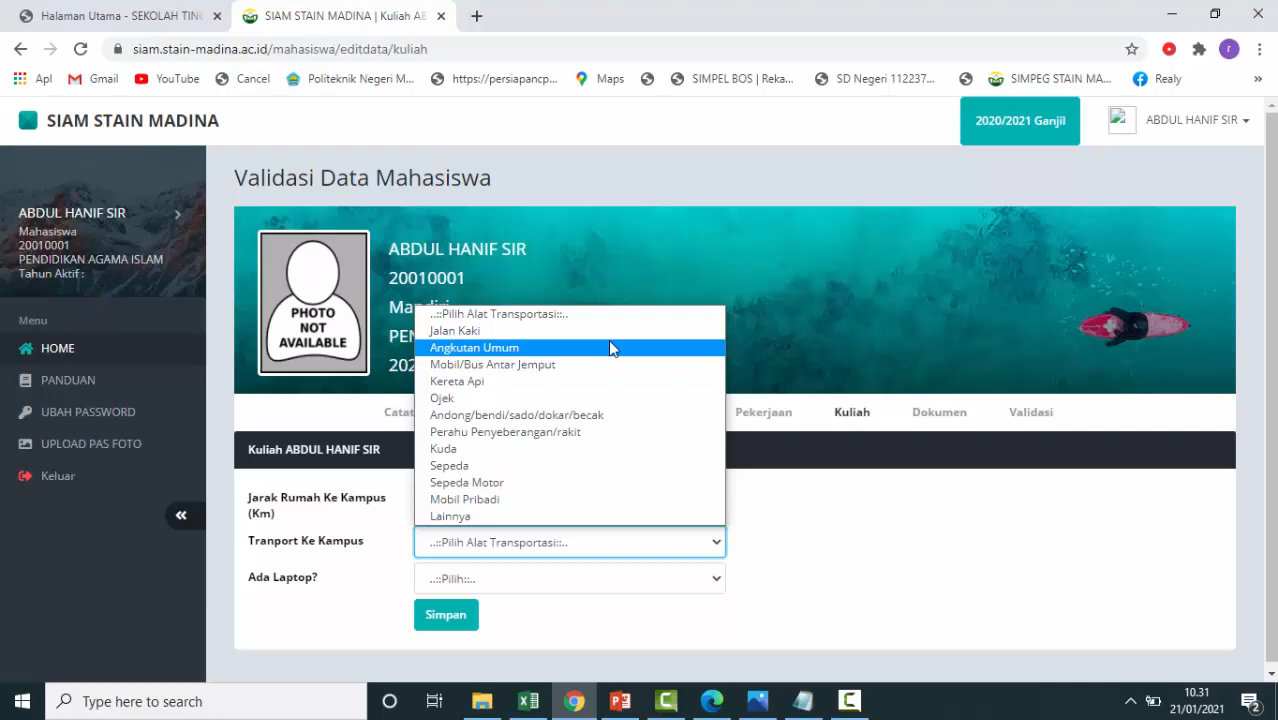 Halaman Utama - SEKOLAH TING
SIAM STAIN MADINA | Kuliah AB
siam.stain-madina.ac.id/mahasiswa/editdata/kuliah
r
Apl
Gmail
YouTube
Cancel
Politeknik Negeri M...
https://persiapancp...
Maps
SIMPEL BOS | Reka...
SD Negeri 112237...
SIMPEG STAIN MA...
Realy
»
SIAM STAIN MADINA
2020/2021 Ganjil
ABDUL HANIF SIR
Validasi Data Mahasiswa
ABDUL HANIF SIR
Mahasiswa
20010001
PENDIDIKAN AGAMA ISLAM
Tahun Aktif :
Menu
HOME
PANDUAN
UBAH PASSWORD
UPLOAD PAS FOTO
Keluar
PHOTO
NOT
AVAILABLE
ABDUL HANIF SIR
20010001
Mandiri
PEN
202
Catat
Pekerjaan
Kuliah
Dokumen
Validasi
Kuliah ABDUL HANIF SIR
..::Pilih Alat Transportasi::..
Jalan Kaki
Angkutan Umum
Mobil/Bus Antar Jemput
Kereta Api
Ojek
Andong/bendi/sado/dokar/becak
Perahu Penyeberangan/rakit
Kuda
Sepeda
Sepeda Motor
Mobil Pribadi
Lainnya
Jarak Rumah Ke Kampus
(Km)
Tranport Ke Kampus
..::Pilih Alat Transportasi::..
Ada Laptop?
..::Pilih::..
Simpan
Type here to search
10.31
21/01/2021
2